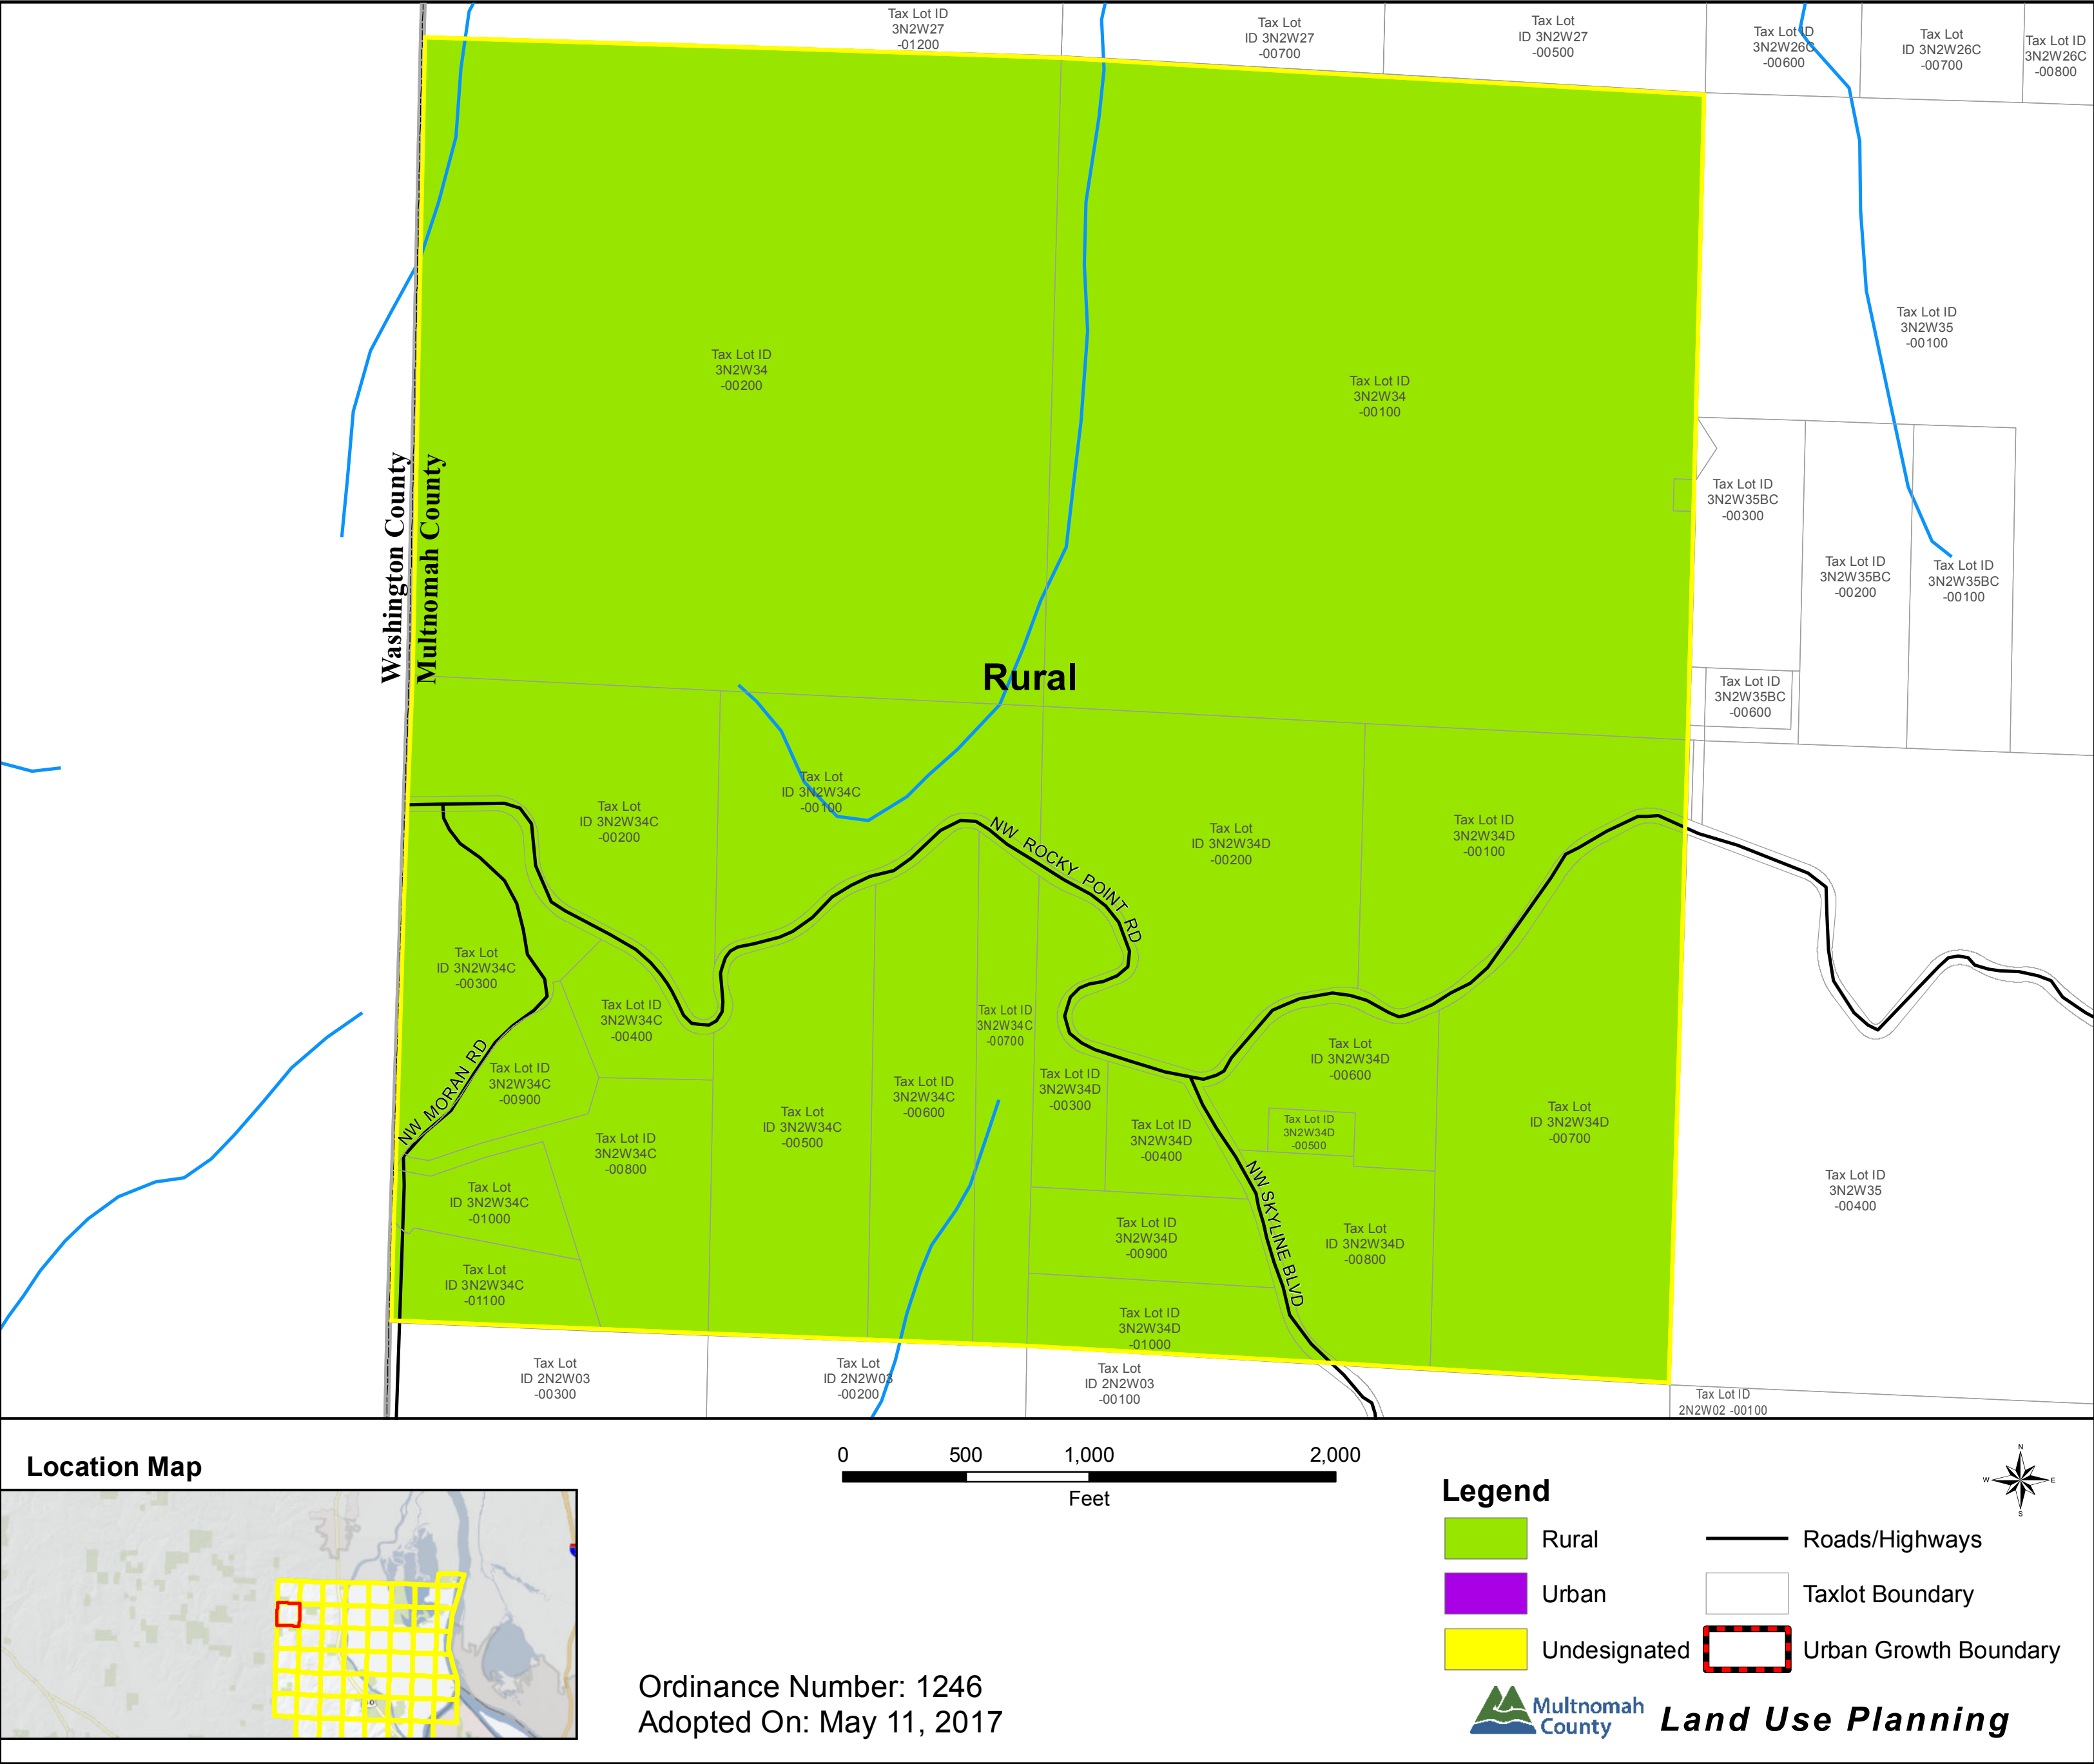 Tax Lot ID
3N2W27
-01200
Tax Lot
ID 3N2W27
-00700
Tax Lot
ID 3N2W27
-00500
Tax Lot ID
3N2W26C
-00600
Tax Lot
ID 3N2W26C
-00700
Tax Lot ID
3N2W26C
-00800
Tax Lot ID
3N2W34
-00200
Tax Lot ID
3N2W34
-00100
Tax Lot ID
3N2W35
-00100
Washington County
Multnomah County
Tax Lot ID
3N2W35BC
-00300
Tax Lot ID
3N2W35BC
-00200
Tax Lot ID
3N2W35BC
-00100
Rural
Tax Lot ID
3N2W35BC
-00600
Tax Lot
ID 3N2W34C
-00200
Tax Lot
ID 3N2W34C
-00100
NW ROCKY POINT RD
Tax Lot
ID 3N2W34D
-00200
Tax Lot ID
3N2W34D
-00100
Tax Lot
ID 3N2W34C
-00300
Tax Lot ID
3N2W34C
-00400
Tax Lot ID
3N2W34C
-00700
NW MORAN RD
Tax Lot ID
3N2W34C
-00900
Tax Lot ID
3N2W34C
-00600
Tax Lot ID
3N2W34D
-00300
Tax Lot ID
3N2W34D
-00600
Tax Lot
ID 3N2W34C
-00500
Tax Lot ID
3N2W34C
-00800
Tax Lot ID
3N2W34D
-00400
Tax Lot ID
3N2W34D
-00500
Tax Lot
ID 3N2W34D
-00700
Tax Lot
ID 3N2W34C
-01000
NW SKYLINE BLVD
Tax Lot ID
3N2W34D
-00900
Tax Lot
ID 3N2W34D
-00800
Tax Lot ID
3N2W35
-00400
Tax Lot
ID 3N2W34C
-01100
Tax Lot ID
3N2W34D
-01000
Tax Lot
ID 2N2W03
-00300
Tax Lot
ID 2N2W03
-00200
Tax Lot
ID 2N2W03
-00100
Tax Lot ID
2N2W02 -00100
Location Map
0 500 1,000 2,000
Feet
N
W E
S
Legend
Rural
Urban
Undesignated
Roads/Highways
Taxlot Boundary
Urban Growth Boundary
Ordinance Number: 1246
Adopted On: May 11, 2017
Multnomah
County
Land Use Planning